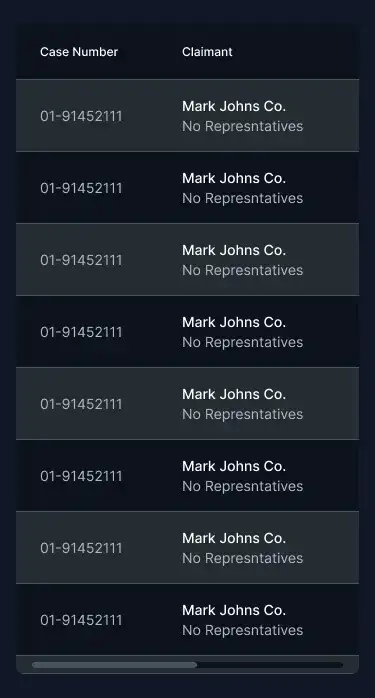 Case Number Claimant
Mark Johns Co.
01-91452111
No Represntatives
Mark Johns Co.
01-91452111
No Represntatives
Mark Johns Co.
01-91452111
No Represntatives
Mark Johns Co.
01-91452111
No Represntatives
Mark Johns Co.
01-91452111
No Represntatives
Mark Johns Co.
01-91452111
No Represntatives
Mark Johns Co.
01-91452111
No Represntatives
Mark Johns Co.
01-91452111
No Represntatives